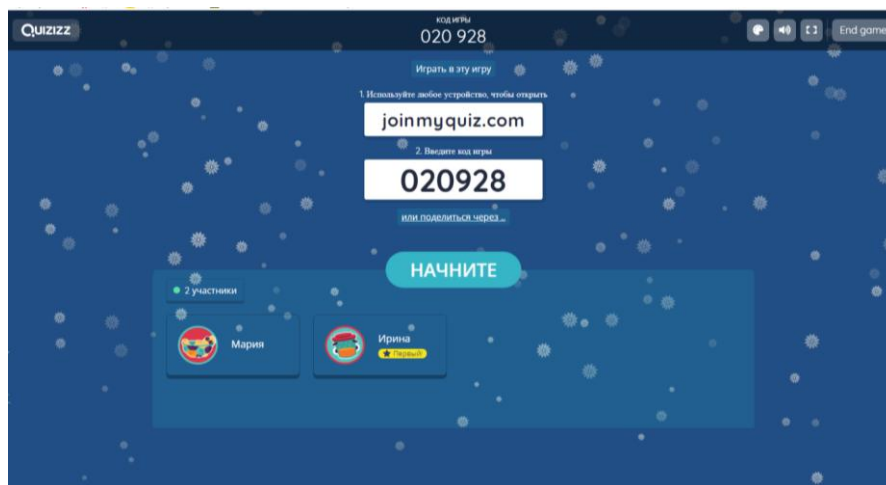 Quizizz
КОД ИГРЫ
020 928
End game
Играть в эту игру
1. Используйте любое устройство, чтобы открыть
joinmyquiz.com
2. Введите код игры
020928
или поделиться через ..
НАЧНИТЕ
2 участники
Мария
Ирина
Первый!